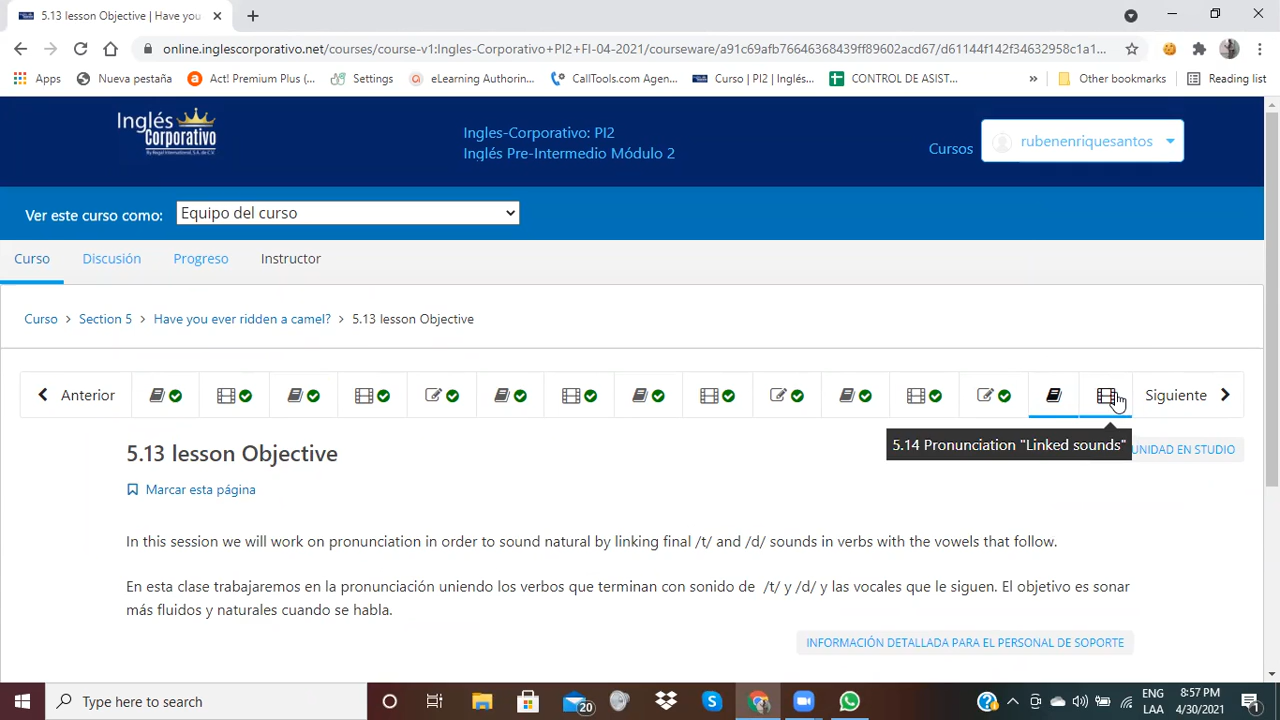 5.13 lesson Objective | Have you
online.inglescorporativo.net/courses/course-v1:Ingles-Corporativo+PI2+FI-04-2021/courseware/a91c69afb76646368439ff89602acd67/d61144f142f34632958c1a1...
Apps Nueva pestaña Act! Premium Plus (... Settings eLearning Authorin... CallTools.com Agen... Curso | PI2 | Inglés... CONTROL DE ASIST... » Other bookmarks Reading list
Inglés
Corporativo
Ingles-Corporativo: PI2
Inglés Pre-Intermedio Módulo 2
Cursos
rubenenriquesantos
Ver este curso como: Equipo del curso
Curso Discusión Progreso Instructor
Curso > Section 5 > Have you ever ridden a camel? > 5.13 lesson Objective
Anterior Siguiente
5.14 Pronunciation "Linked sounds"
UNIDAD EN STUDIO
5.13 lesson Objective
Marcar esta página
In this session we will work on pronunciation in order to sound natural by linking final /t/ and /d/ sounds in verbs with the vowels that follow.
En esta clase trabajaremos en la pronunciación uniendo los verbos que terminan con sonido de /t/ y /d/ y las vocales que le siguen. El objetivo es sonar
más fluidos y naturales cuando se habla.
INFORMACIÓN DETALLADA PARA EL PERSONAL DE SOPORTE
Type here to search
20
ENG
LAA
8:57 PM
4/30/2021
1